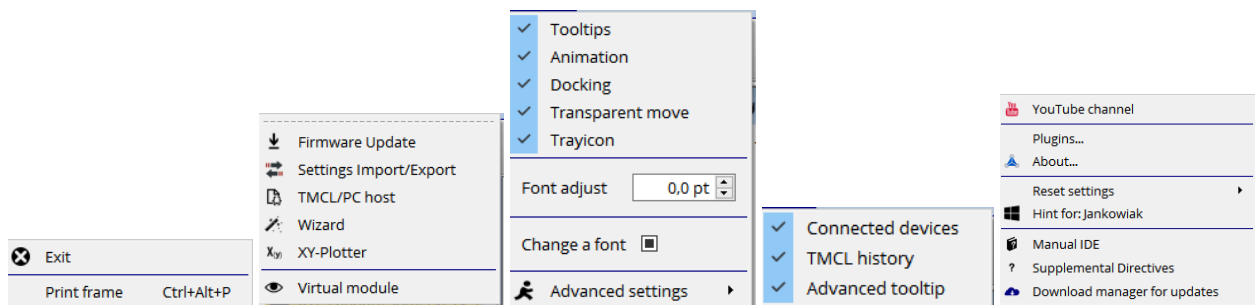 Exit
Print frame Ctrl+Alt+P
Firmware Update
Settings Import/Export
TMCL/PC host
Wizard
X(y) XY-Plotter
Virtual module
Tooltips
Animation
Docking
Transparent move
Trayicon
Font adjust 0,0 pt
Change a font
Advanced settings
Connected devices
TMCL history
Advanced tooltip
You Tube YouTube channel
Plugins...
About...
Reset settings
Hint for: Jankowiak
Manual IDE
? Supplemental Directives
Download manager for updates